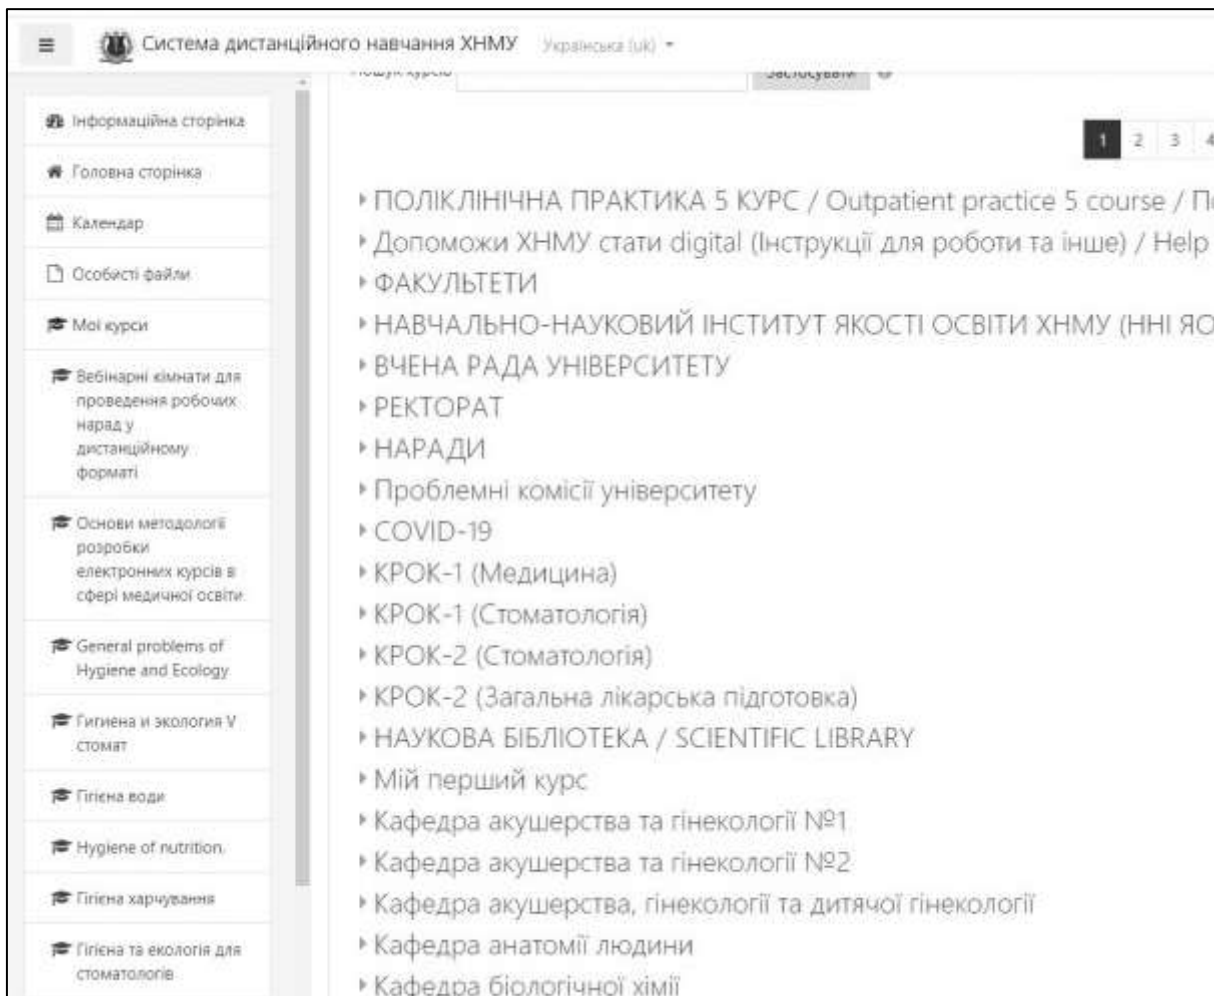 Система дистанційного навчання ХНМУ Українська (uk)
Пошук курсів Застосувати
Інформаційна сторінка
Головна сторінка
Календар
Особисті файли
Мої курси
Вебінарні кімнати для
проведення робочих
нарад у
дистанційному
форматі
Основи методології
розробки
електронних курсів в
сфері медичної освіти
General problems of
Hygiene and Ecology
Гигиена и экология V
стомат
Гігієна води
Hygiene of nutrition.
Гігієна харчування
Гігієна та екологія для
стоматологів
1 2 3 4
ПОЛІКЛІНІЧНА ПРАКТИКА 5 КУРС / Outpatient practice 5 course /
Допоможи ХНМУ стати digital (Інструкції для роботи та інше) / Help
ФАКУЛЬТЕТИ
НАВЧАЛЬНО-НАУКОВИЙ ІНСТИТУТ ЯКОСТІ ОСВІТИ ХНМУ (ННІ ЯО
ВЧЕНА РАДА УНІВЕРСИТЕТУ
РЕКТОРАТ
НАРАДИ
Проблемні комісії університету
COVID-19
КРОК-1 (Медицина)
КРОК-1 (Стоматологія)
КРОК-2 (Стоматологія)
КРОК-2 (Загальна лікарська підготовка)
НАУКОВА БІБЛІОТЕКА / SCIENTIFIC LIBRARY
Мій перший курс
Кафедра акушерства та гінекології №1
Кафедра акушерства та гінекології №2
Кафедра акушерства, гінекології та дитячої гінекології
Кафедра анатомії людини
Кафедра біологічної хімії